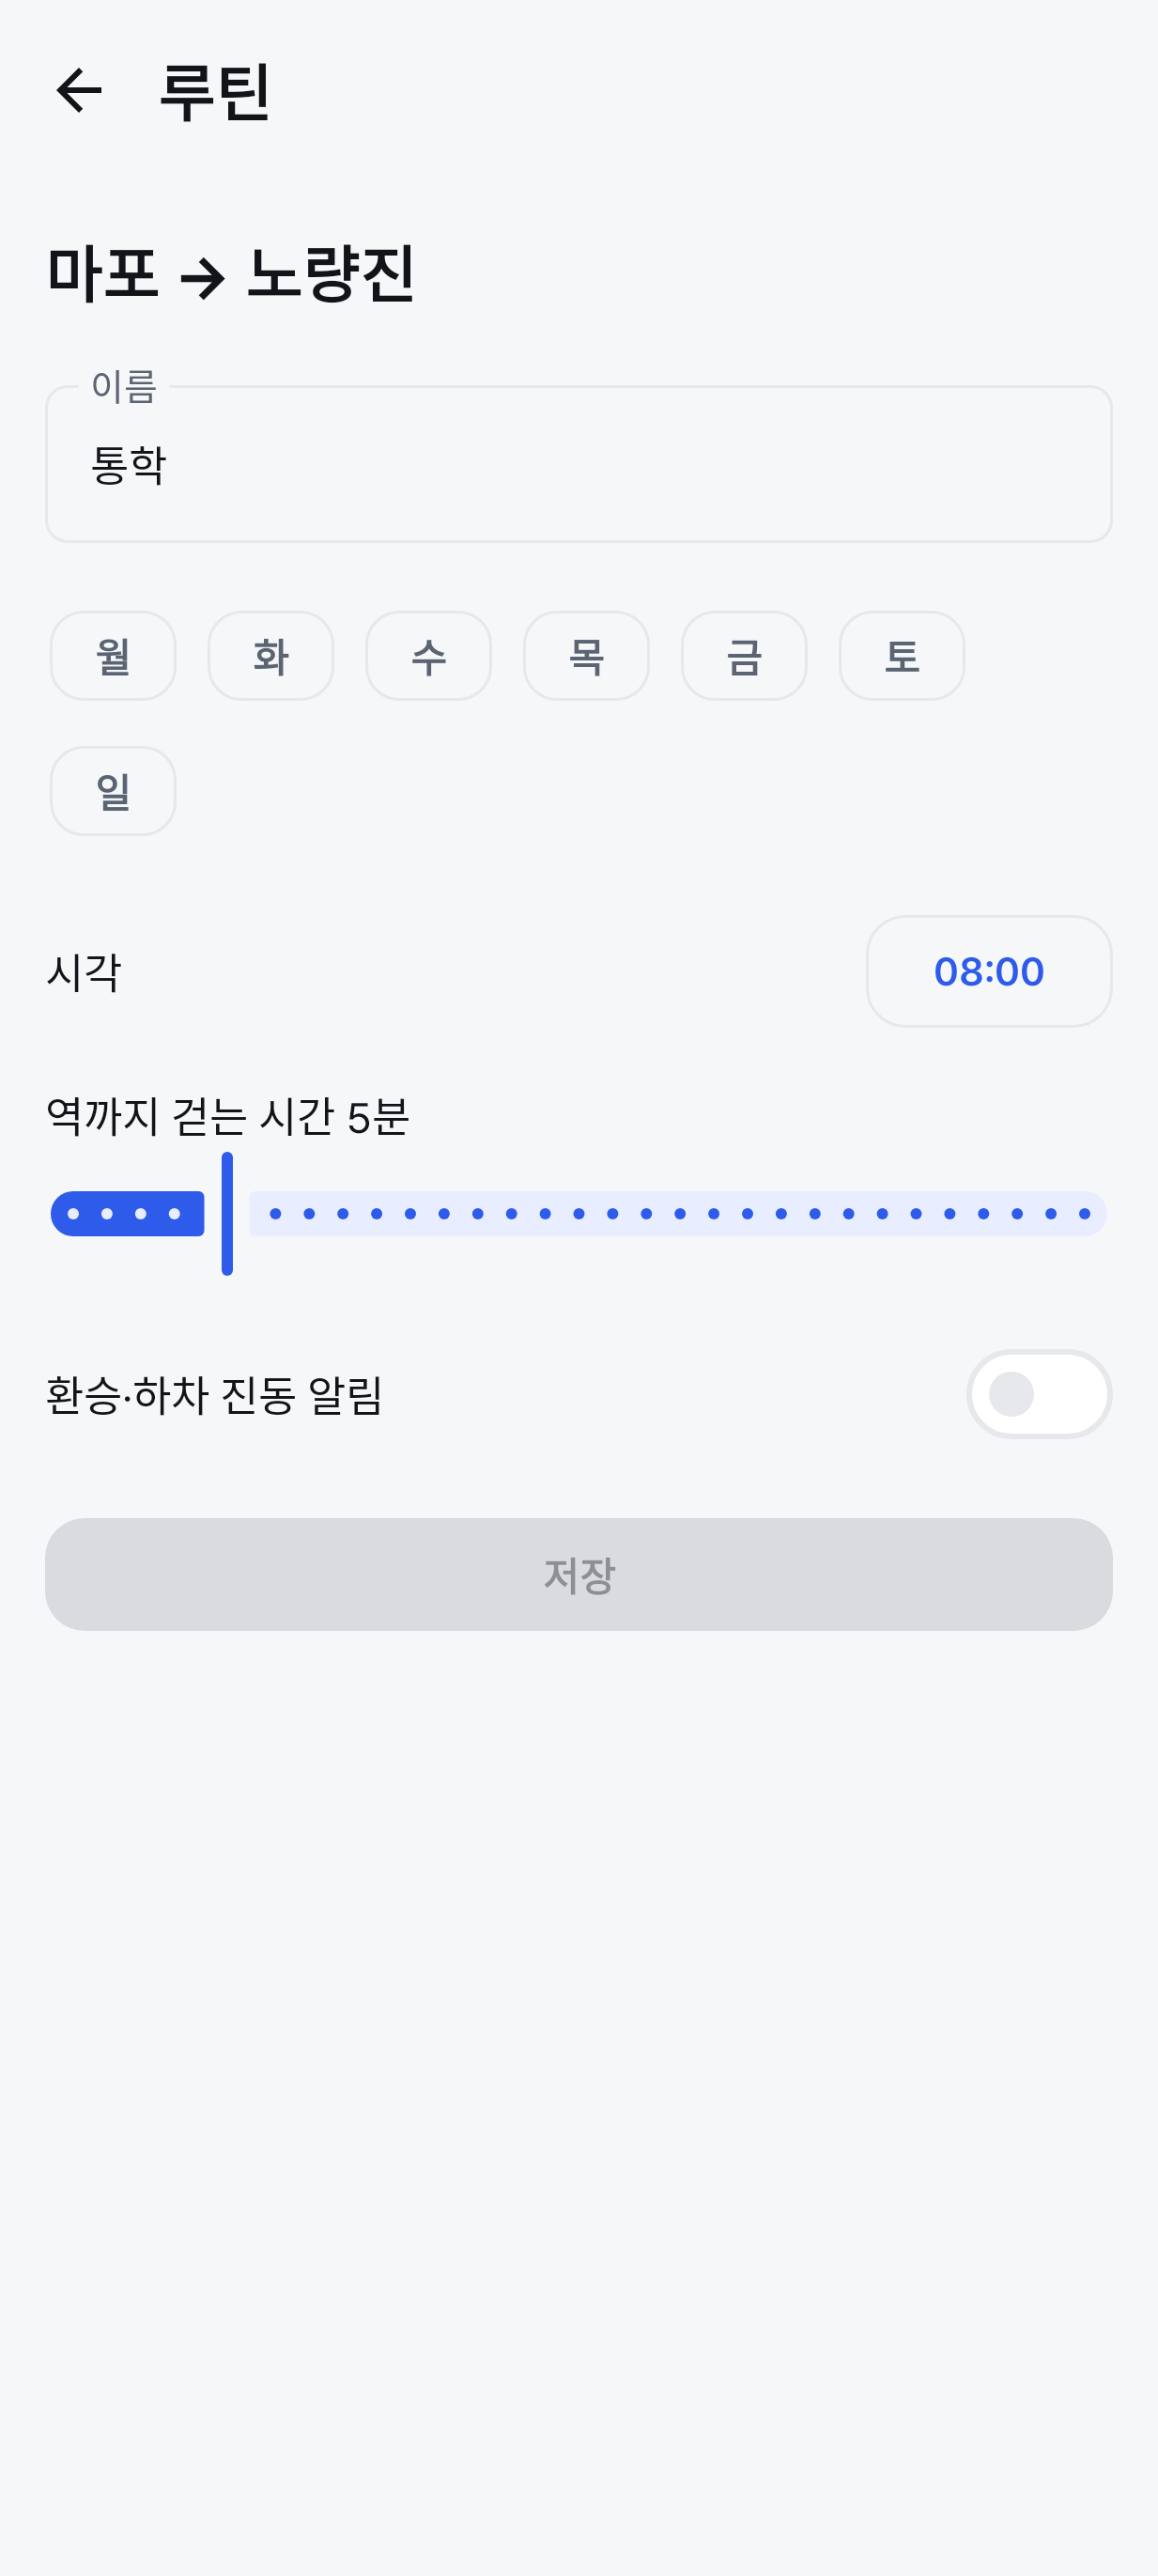 루틴
마포 → 노량진
이름
통학
월 화 수 목 금 토
일
시각 08:00
역까지 걷는 시간 5분
환승·하차 진동 알림
저장